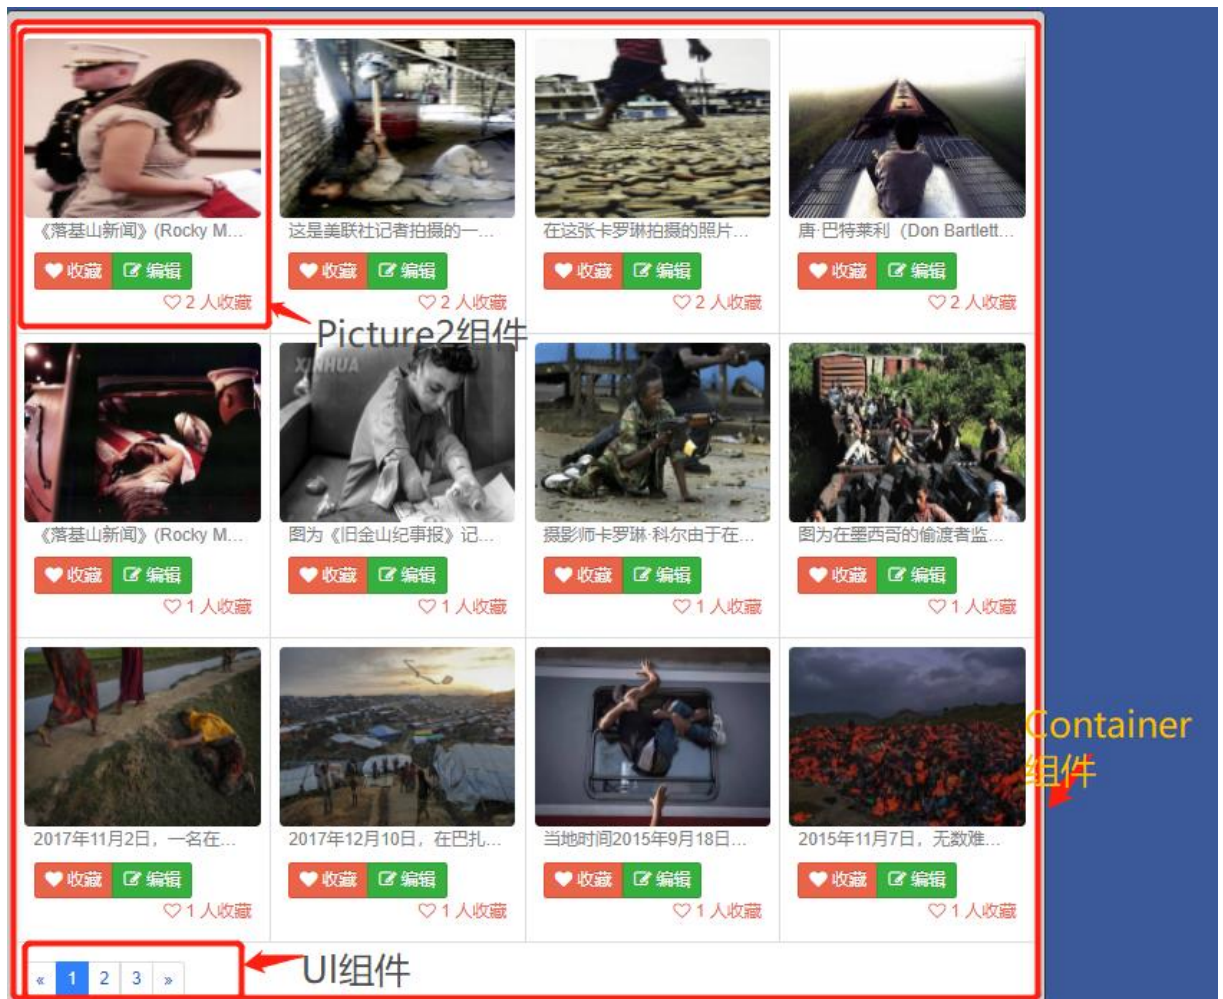 《落基山新闻》(Rocky M...
这是美联社记者拍摄的一...
在这张卡罗琳拍摄的照片...
唐·巴特莱利（Don Bartlett...
收藏 编辑
收藏 编辑
收藏 编辑
收藏 编辑
2 人收藏
2 人收藏
2 人收藏
2 人收藏
Picture2组件
XINHUA
《落基山新闻》(Rocky M...
图为《旧金山纪事报》记...
摄影师卡罗琳·科尔由于在...
图为在墨西哥的偷渡者监...
收藏 编辑
收藏 编辑
收藏 编辑
收藏 编辑
1 人收藏
1 人收藏
1 人收藏
1 人收藏
Container
组件
2017年11月2日，一名在...
2017年12月10日，在巴扎...
当地时间2015年9月18日...
2015年11月7日，无数难...
收藏 编辑
收藏 编辑
收藏 编辑
收藏 编辑
1 人收藏
1 人收藏
1 人收藏
1 人收藏
« 1 2 3 »
Ul组件